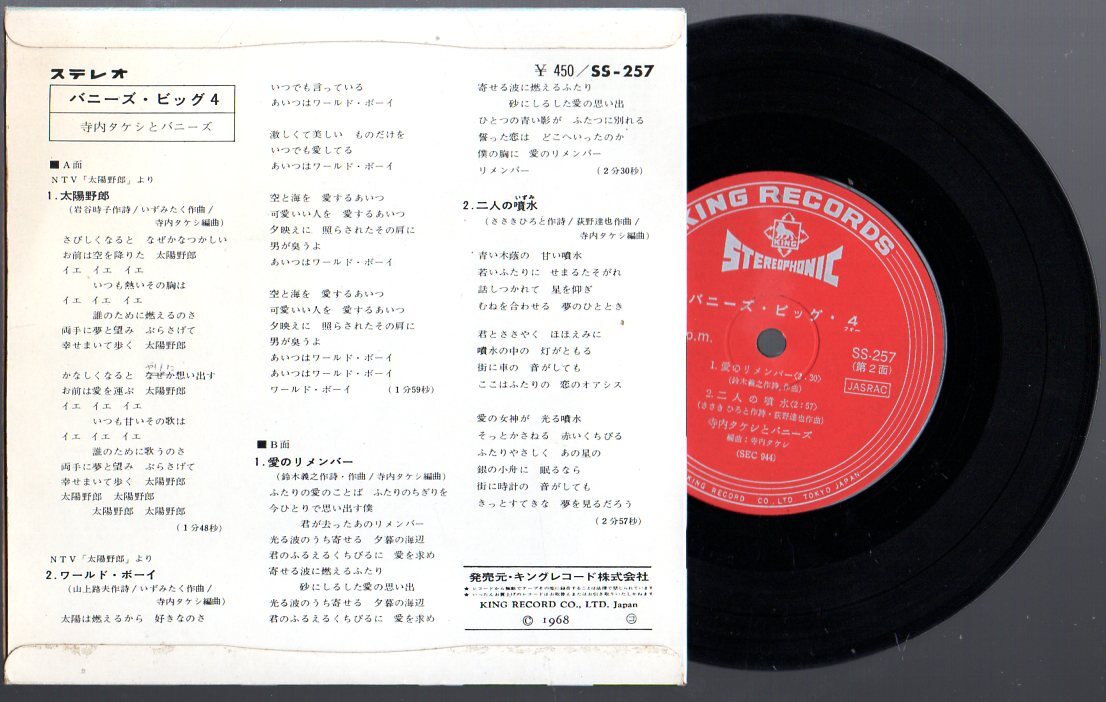 ステレオ
バニーズ・ビッグ4
寺内タケシとバニーズ
■A面
NTV「太陽野郎」より
1.太陽野郎
(岩谷時子作詩/いずみたく作曲/
寺内タケシ編曲)
さびしくなると なぜかなつかしい
お前は空を降りた 太陽野郎
イエ イエ イエ
いつも熱いその胸は
イエ イエ イエ
誰のために燃えるのさ
両手に夢と望み ぶらさげて
幸せまいて歩く 太陽野郎
かなしくなると なぜか想い出す
お前は愛を運ぶ 太陽野郎
イエ イエ イエ
いつも甘いその歌は
イエ イエ イエ
誰のために歌うのさ
両手に夢と望み ぶらさげて
幸せまいて歩く 太陽野郎
太陽野郎 太陽野郎
太陽野郎 太陽野郎
(1分48秒)
NTV「太陽野郎」より
2.ワールド・ボーイ
(山上路夫作詩/いずみたく作曲/
寺内タケシ編曲)
太陽は燃えるから 好きなのさ
いつでも言っている
あいつはワールド・ボーイ
激しくて美しい ものだけを
いつでも愛してる
あいつはワールド・ボーイ
空と海を 愛するあいつ
可愛いい人を 愛するあいつ
夕映えに 照らされたその肩に
男が臭うよ
あいつはワールド・ボーイ
空と海を 愛するあいつ
可愛いい人を 愛するあいつ
夕映えに 照らされたその肩に
男が臭うよ
あいつはワールド・ボーイ
あいつはワールド・ボーイ
ワールド・ボーイ (1分59秒)
■B面
1.愛のリメンバー
(鈴木義之作詩・作曲/寺内タケシ編曲)
ふたりの愛のことば ふたりのちぎりを
今ひとりで思い出す僕
君が去ったあのリメンバー
光る波のうち寄せる 夕暮の海辺
君のふるえるくちびるに 愛を求め
寄せる波に燃えるふたり
砂にしるした愛の思い出
光る波のうち寄せる 夕暮の海辺
君のふるえるくちびるに 愛を求め
¥450/SS-257
寄せる波に燃えるふたり
砂にしるした愛の思い出
ひとつの青い影が ふたつに別れる
誓った恋は どこへいったのか
僕の胸に 愛のリメンバー
リメンバー (2分30秒)
2.二人の噴水
いずみ
(ささきひろと作詩/荻野達也作曲/
寺内タケシ編曲)
青い木蔭の 甘い噴水
若いふたりに せまるたそがれ
話しつかれて 星を仰ぎ
むねを合わせる 夢のひととき
君とささやく ほほえみに
噴水の中の 灯がともる
街に車の 音がしても
ここはふたりの 恋のオアシス
愛の女神が 光る噴水
そっとかさねる 赤いくちびる
ふたりやさしく あの星の
銀の小舟に 眠るなら
街に時計の 音がしても
きっとすてきな 夢を見るだろう
(2分57秒)
発売元・キングレコード株式会社
KING RECORD CO., LTD. Japan
© 1968 コ
KING RECORDS
KING
STEREOPHONIC
バニーズ・ビッグ・4
フォー
p.m.
SS-257
(第2面)
JASRAC
1.愛のリメンバー(2:30)
(鈴木義之作詩・作曲)
2.二人の噴水(2:57)
(ささきひろと作詩・荻野達也作曲)
寺内タケシとバニーズ
編曲:寺内タケシ
(SEC 944)
KING RECORD CO., LTD. TOKYO JAPAN